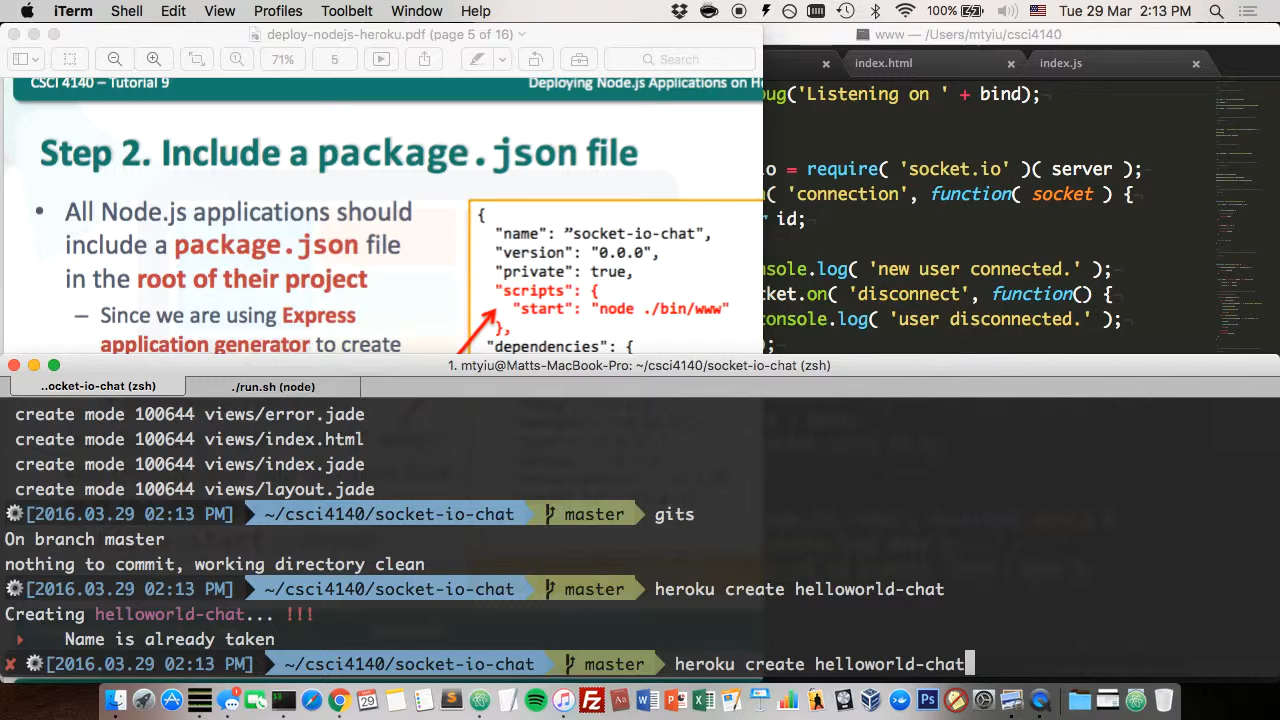 iTerm Shell Edit View Profiles Toolbelt Window Help 100% Tue 29 Mar 2:13 PM
deploy-nodejs-heroku.pdf (page 5 of 16)
71% 5 Search
CSCI 4140 – Tutorial 9 Deploying Node.js Applications on He
Step 2. Include a package.json file
• All Node.js applications should
include a package.json file
in the root of their project
– Since we are using Express
application generator to create
{
"name": ”socket-io-chat",
"version": "0.0.0",
"private": true,
"scripts": {
"start": "node ./bin/www"
},
"dependencies": {
www — /Users/mtyiu/csci4140
index.html index.js
ug('Listening on ' + bind);
io = require( 'socket.io' )( server );
( 'connection', function( socket ) {
r id;
nsole.log( 'new user connected.' );
ket.on( 'disconnect', function() {
console.log( 'user disconnected.' );
);
1. mtyiu@Matts-MacBook-Pro: ~/csci4140/socket-io-chat (zsh)
..ocket-io-chat (zsh) ./run.sh (node)
create mode 100644 views/error.jade
create mode 100644 views/index.html
create mode 100644 views/index.jade
create mode 100644 views/layout.jade
[2016.03.29 02:13 PM] ~/csci4140/socket-io-chat master gits
On branch master
nothing to commit, working directory clean
[2016.03.29 02:13 PM] ~/csci4140/socket-io-chat master heroku create helloworld-chat
Creating helloworld-chat... !!!
Name is already taken
✘ [2016.03.29 02:13 PM] ~/csci4140/socket-io-chat master heroku create helloworld-chat